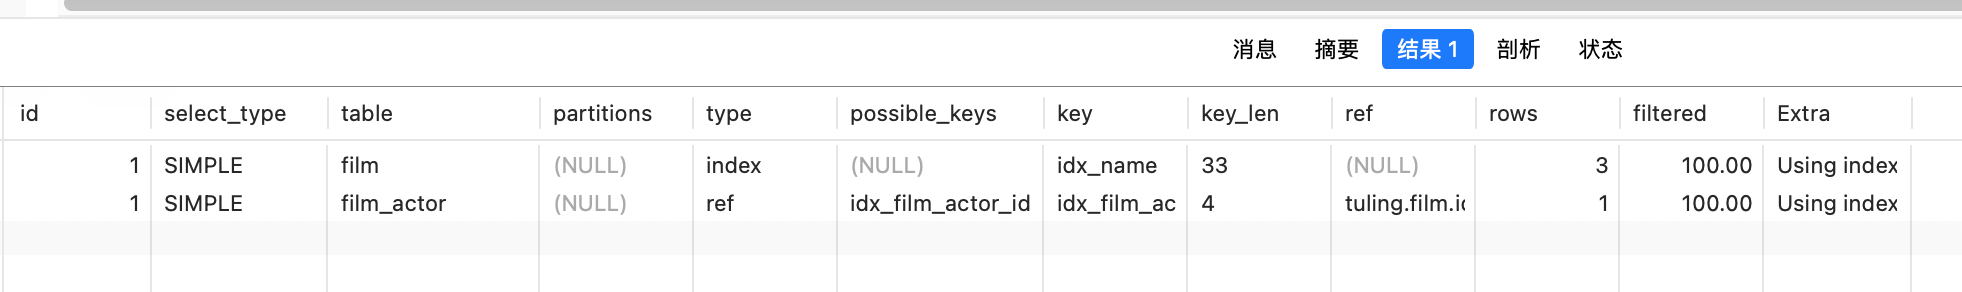 消息 摘要 结果 1 剖析 状态
id select_type table partitions type possible_keys key key_len ref rows filtered Extra
1 SIMPLE film (NULL) index (NULL) idx_name 33 (NULL) 3 100.00 Using index
1 SIMPLE film_actor (NULL) ref idx_film_actor_id idx_film_ac 4 tuling.film.ic 1 100.00 Using index